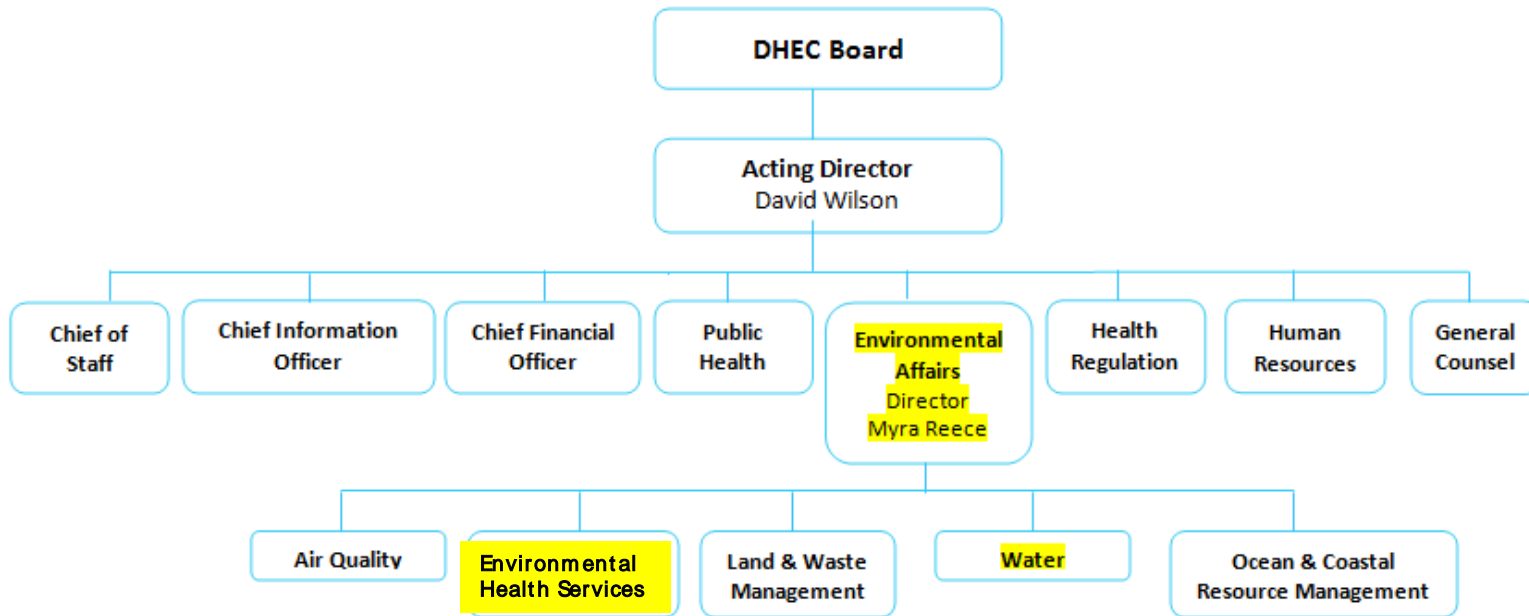 DHEC Board
Acting Director
David Wilson
Chief of
Staff
Chief Information
Officer
Chief Financial
Officer
Public
Health
Environmental
Affairs
Director
Myra Reece
Health
Regulation
Human
Resources
General
Counsel
Air Quality
Environmental
Health Services
Land & Waste
Management
Water
Ocean & Coastal
Resource Management